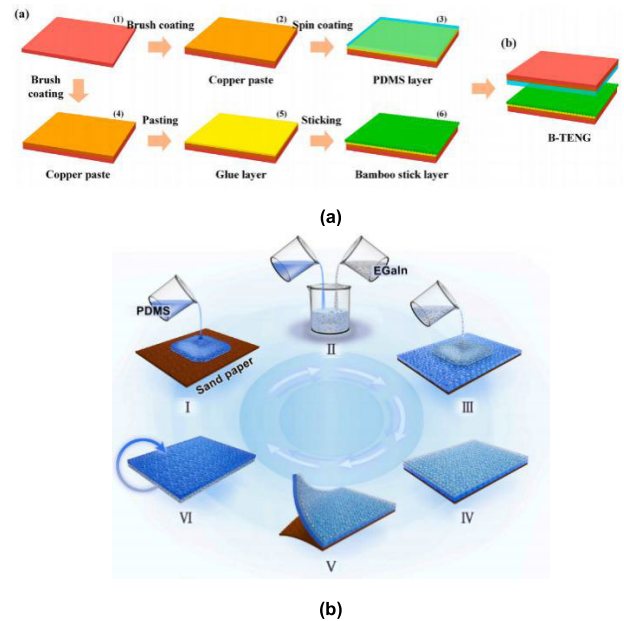 (a)
(1)
Brush coating
(2)
Spin coating
(3)
(b)
Copper paste
PDMS layer
Brush
coating
(4)
Pasting
(5)
Sticking
(6)
B-TENG
Copper paste
Glue layer
Bamboo stick layer
(a)
EGaIn
PDMS
Sand paper
I
II
III
VI
V
IV
(b)